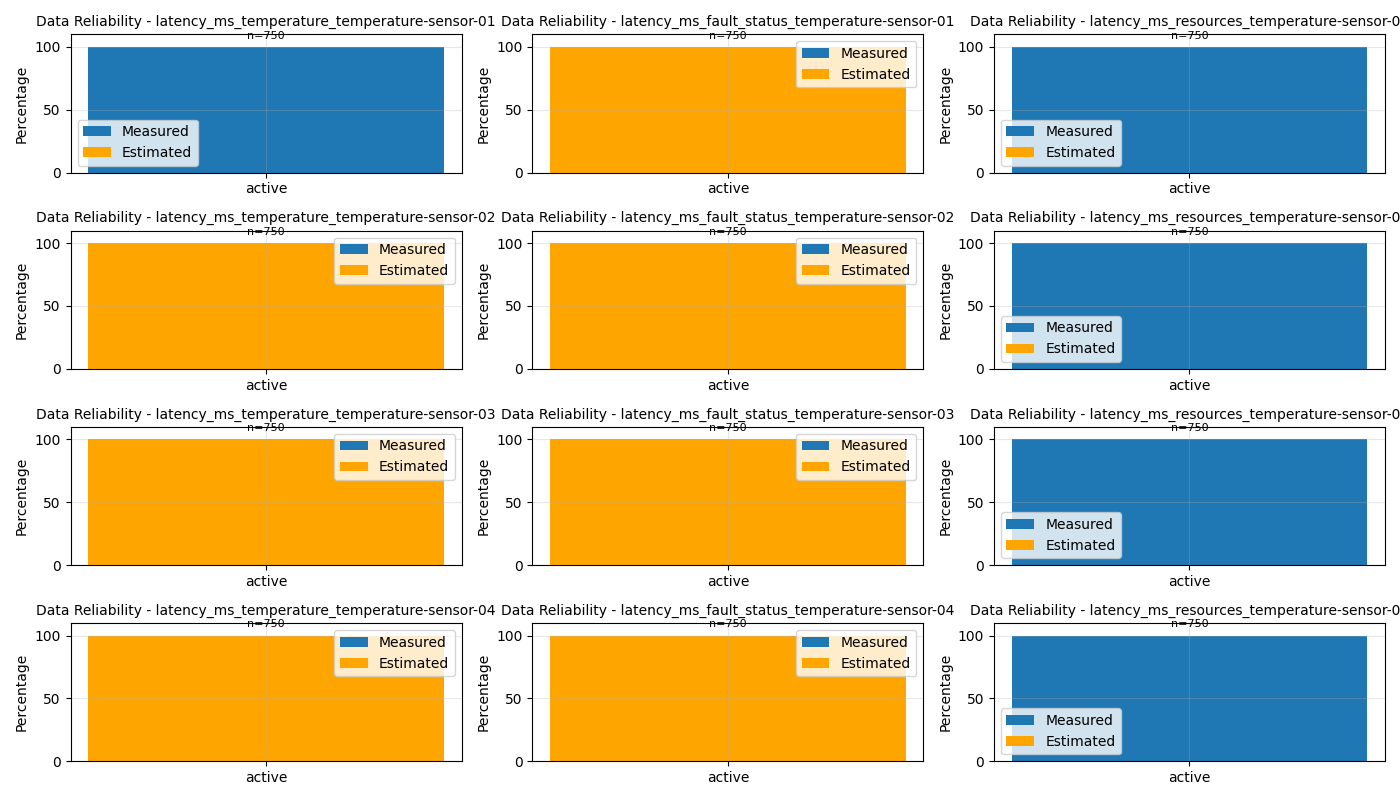 Data Reliability - latency_ms_temperature_temperature-sensor-01
n=750
100
50
0
Percentage
Measured
Estimated
active
Data Reliability - latency_ms_fault_status_temperature-sensor-01
n=750
100
50
0
Percentage
Measured
Estimated
active
Data Reliability - latency_ms_resources_temperature-sensor-0
n=750
100
50
0
Percentage
Measured
Estimated
active
Data Reliability - latency_ms_temperature_temperature-sensor-02
n=750
100
50
0
Percentage
Measured
Estimated
active
Data Reliability - latency_ms_fault_status_temperature-sensor-02
n=750
100
50
0
Percentage
Measured
Estimated
active
Data Reliability - latency_ms_resources_temperature-sensor-0
n=750
100
50
0
Percentage
Measured
Estimated
active
Data Reliability - latency_ms_temperature_temperature-sensor-03
n=750
100
50
0
Percentage
Measured
Estimated
active
Data Reliability - latency_ms_fault_status_temperature-sensor-03
n=750
100
50
0
Percentage
Measured
Estimated
active
Data Reliability - latency_ms_resources_temperature-sensor-0
n=750
100
50
0
Percentage
Measured
Estimated
active
Data Reliability - latency_ms_temperature_temperature-sensor-04
n=750
100
50
0
Percentage
Measured
Estimated
active
Data Reliability - latency_ms_fault_status_temperature-sensor-04
n=750
100
50
0
Percentage
Measured
Estimated
active
Data Reliability - latency_ms_resources_temperature-sensor-0
n=750
100
50
0
Percentage
Measured
Estimated
active